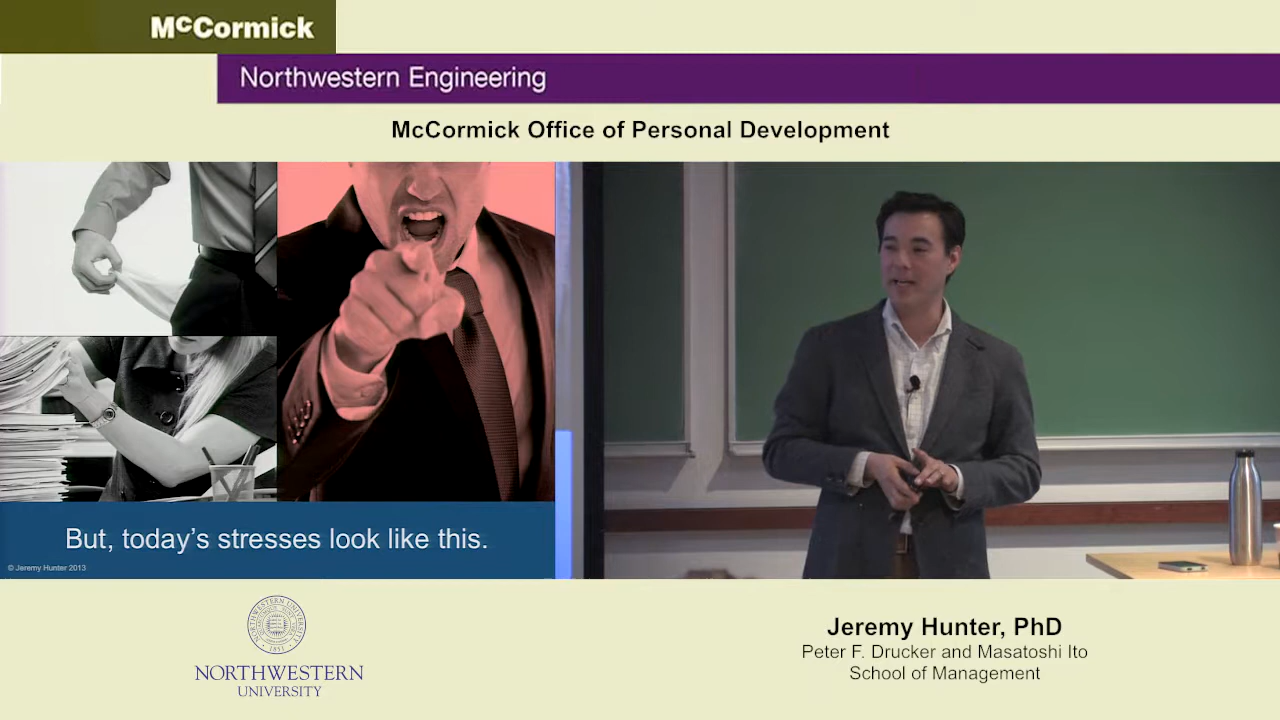 McCormick
Northwestern Engineering
McCormick Office of Personal Development
But, today's stresses look like this.
© Jeremy Hunter 2013
NORTHWESTERN
UNIVERSITY
Jeremy Hunter, PhD
Peter F. Drucker and Masatoshi Ito
School of Management